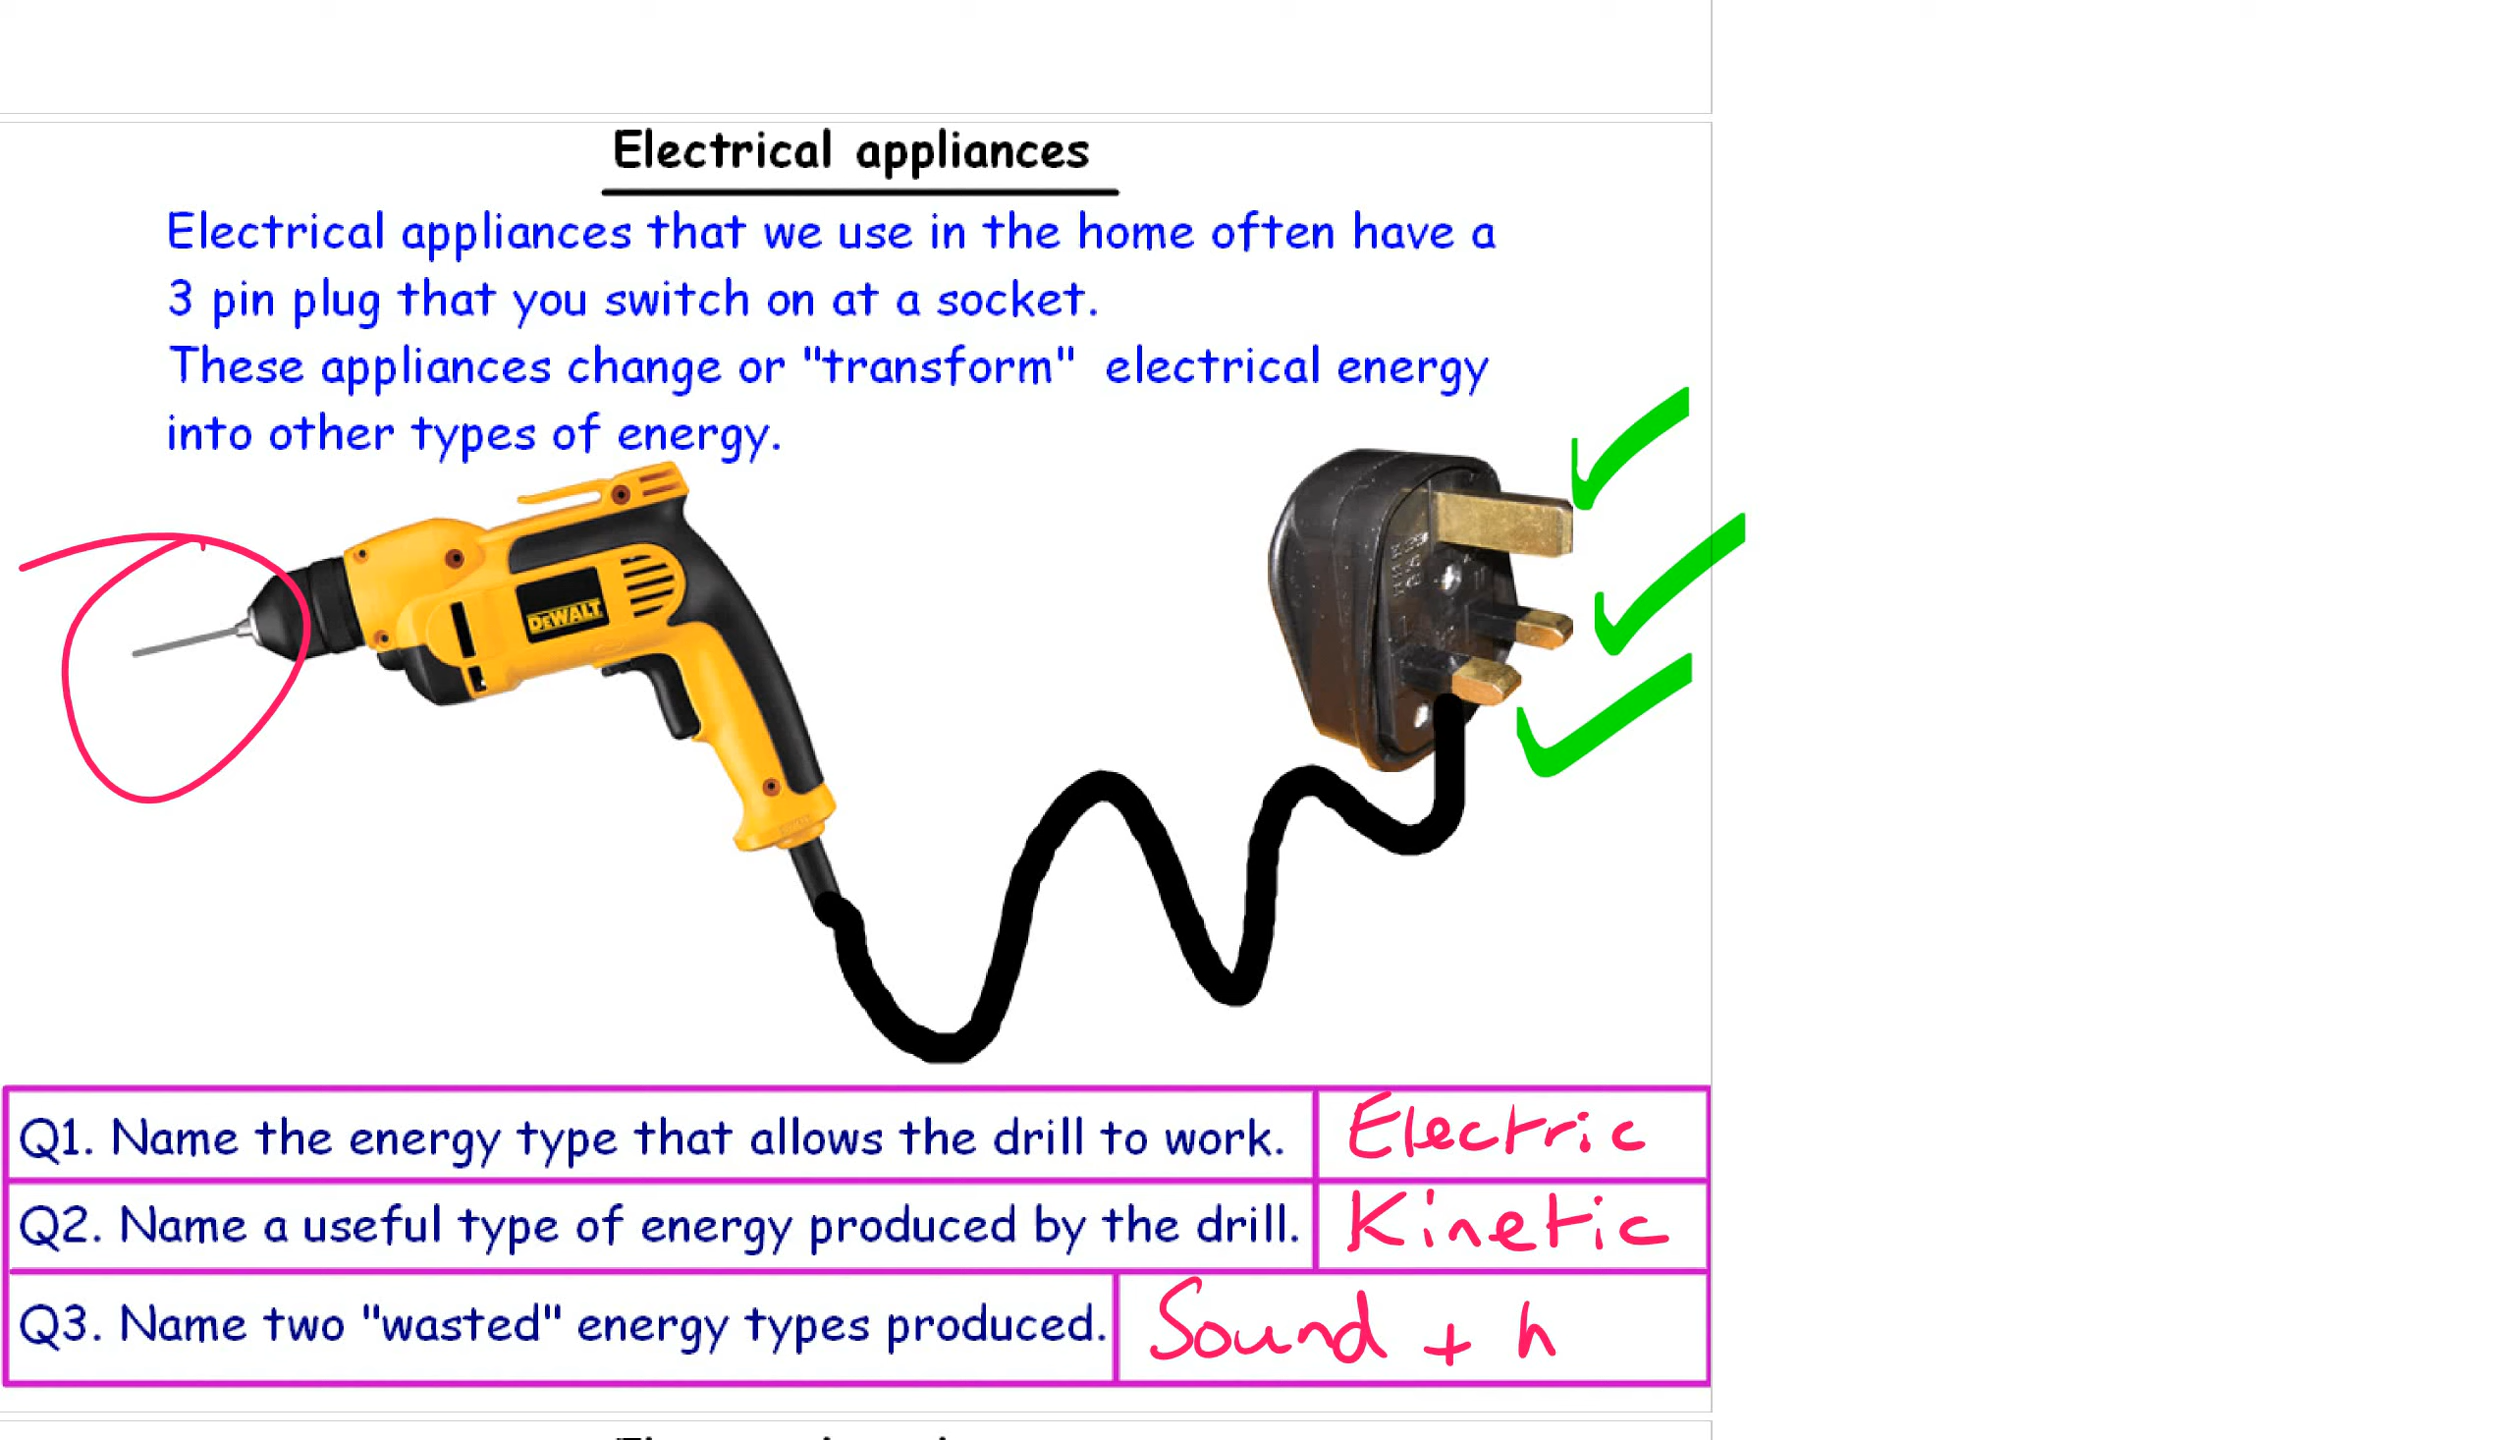 Electrical appliances
Electrical appliances that we use in the home often have a
3 pin plug that you switch on at a socket.
These appliances change or "transform" electrical energy
into other types of energy.
DEWALT
Q1. Name the energy type that allows the drill to work. Electric
Q2. Name a useful type of energy produced by the drill. Kinetic
Q3. Name two "wasted" energy types produced. Sound + h